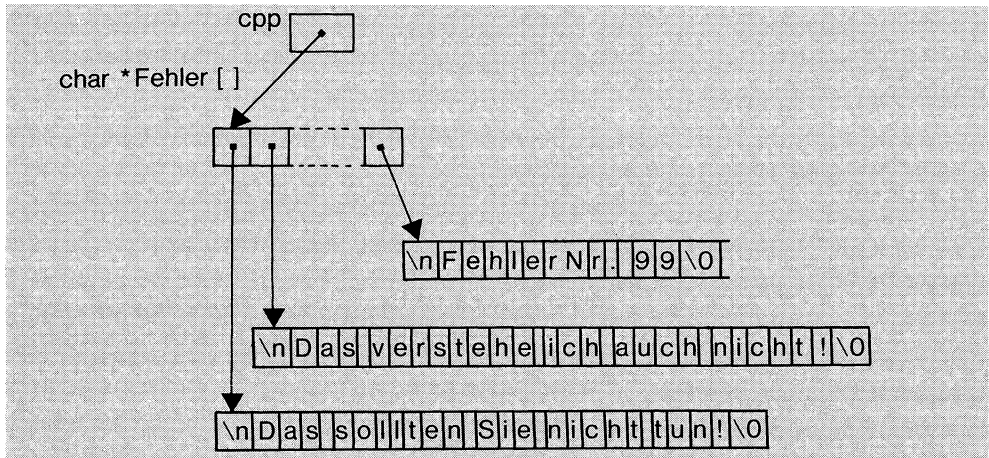 cpp
char *Fehler [ ]
\nFehlerNr. 99\0
\nDas verstehe ich auch nicht!\0
\nDas sollten Sie nicht tun!\0